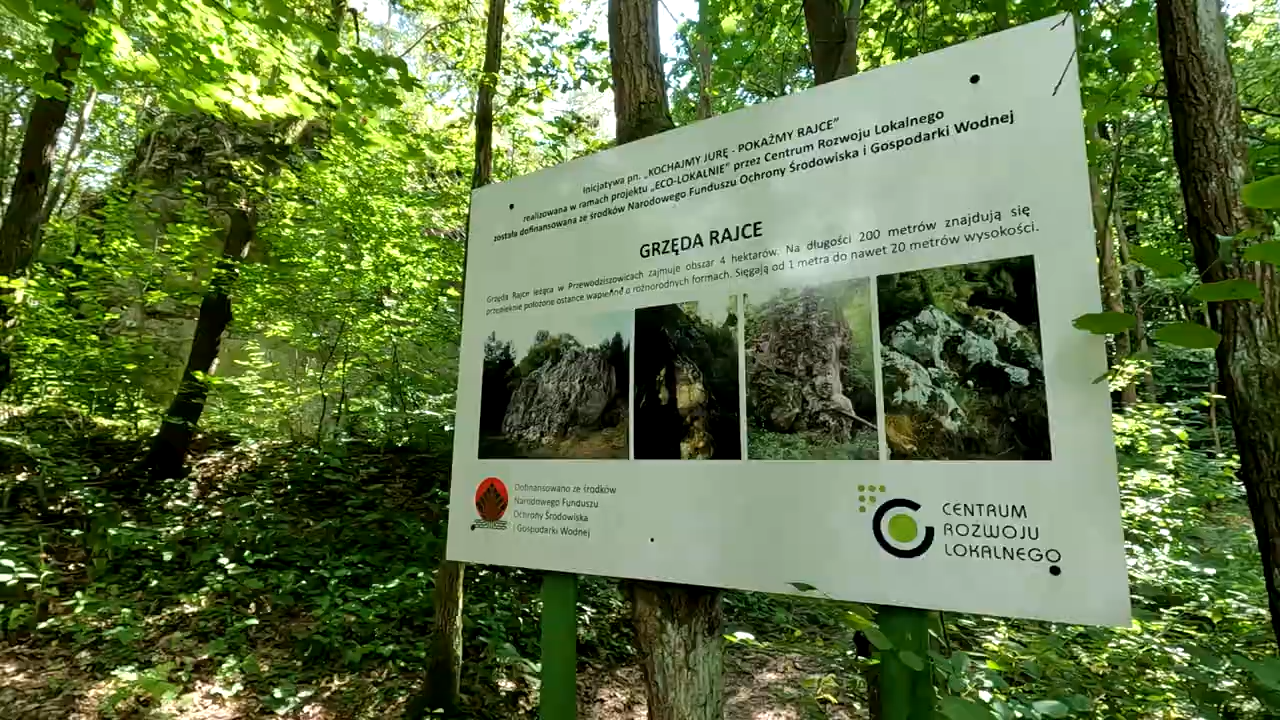 Inicjatywa pn. „KOCHAJMY JURĘ - POKAŻMY RAJCE”
realizowana w ramach projektu „ECO-LOKALNIE” przez Centrum Rozwoju Lokalnego
została dofinansowana ze środków Narodowego Funduszu Ochrony Środowiska i Gospodarki Wodnej
GRZĘDA RAJCE
Grzęda Rajce leżąca w Przewodziszowicach zajmuje obszar 4 hektarów. Na długości 200 metrów znajdują się
przepięknie położone ostańce wapienne o różnorodnych formach. Sięgają od 1 metra do nawet 20 metrów wysokości.
Dofinansowano ze środków
Narodowego Funduszu
Ochrony Środowiska
i Gospodarki Wodnej
CENTRUM
ROZWOJU
LOKALNEGO